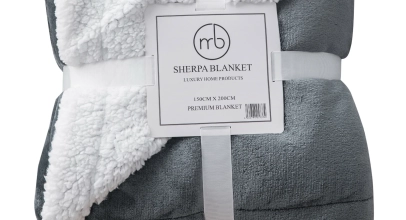 mb
SHERPA BLANKET
LUXURY HOME PRODUCTS
150CM X 200CM
PREMIUM BLANKET